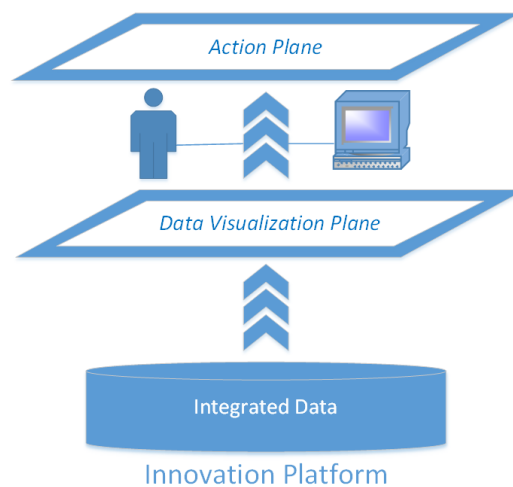 Action Plane
Data Visualization Plane
Integrated Data
Innovation Platform